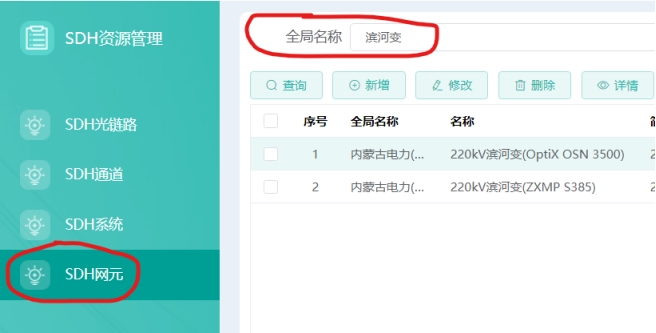 SDH资源管理
SDH光链路
SDH通道
SDH系统
SDH网元
全局名称 滨河变
查询 新增 修改 删除 详情
序号 全局名称 名称
1 内蒙古电力(... 220kV滨河变(OptiX OSN 3500)
2 内蒙古电力(... 220kV滨河变(ZXMP S385)